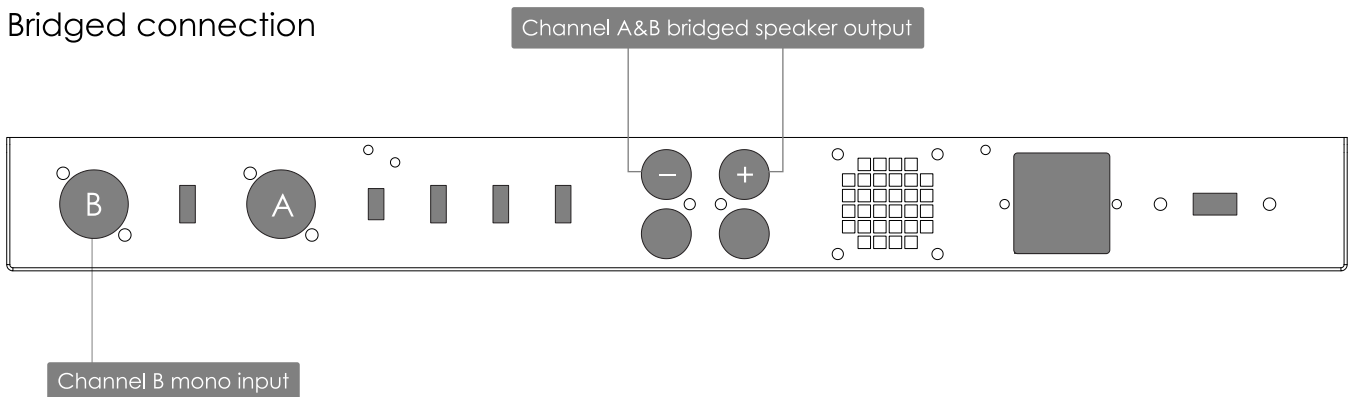 Bridged connection
Channel A&B bridged speaker output
B
A
−
+
Channel B mono input